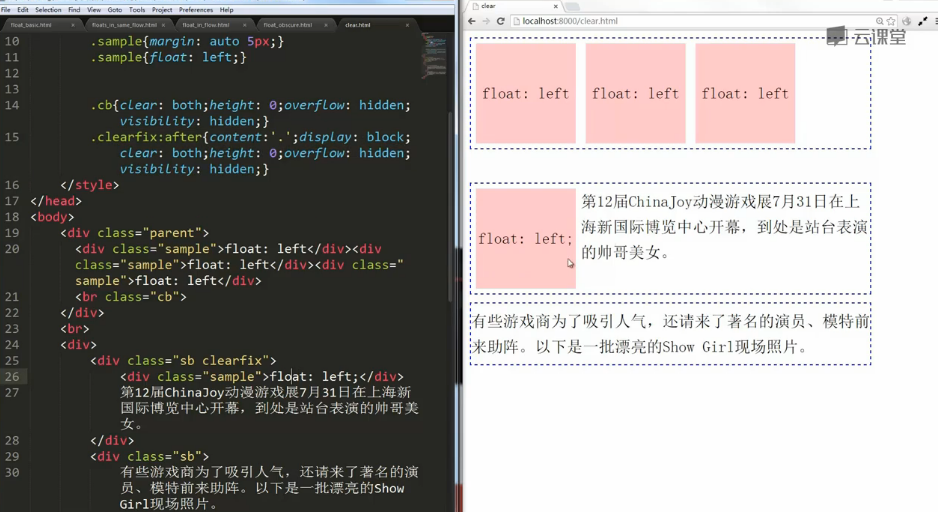 File Edit Selection Find View Goto Tools Project Preferences Help
float_basic.html × floats_in_same_flow.html × float_in_flow.html × float_obscure.html × clear.html ×
10 .sample{margin: auto 5px;}
11 .sample{float: left;}
12
13
14 .cb{clear: both;height: 0;overflow: hidden;
visibility: hidden;}
15 .clearfix:after{content:'.';display: block;
clear: both;height: 0;overflow: hidden;
visibility: hidden;}
16 </style>
17 </head>
18 <body>
19 <div class="parent">
20 <div class="sample">float: left</div><div
class="sample">float: left</div><div class="
sample">float: left</div>
21 <br class="cb">
22 </div>
23 <br>
24 <div>
25 <div class="sb clearfix">
26 <div class="sample">float: left;</div>
27 第12届ChinaJoy动漫游戏展7月31日在上海新
国际博览中心开幕，到处是站台表演的帅哥美
女。
28 </div>
29 <div class="sb">
30 有些游戏商为了吸引人气，还请来了著名的演
员、模特前来助阵。以下是一批漂亮的Show
Girl现场照片。
clear ×
localhost:8000/clear.html
云课堂
float: left float: left float: left
float: left;
第12届ChinaJoy动漫游戏展7月31日在上
海新国际博览中心开幕，到处是站台表演
的帅哥美女。
有些游戏商为了吸引人气，还请来了著名的演员、模特前
来助阵。以下是一批漂亮的Show Girl现场照片。